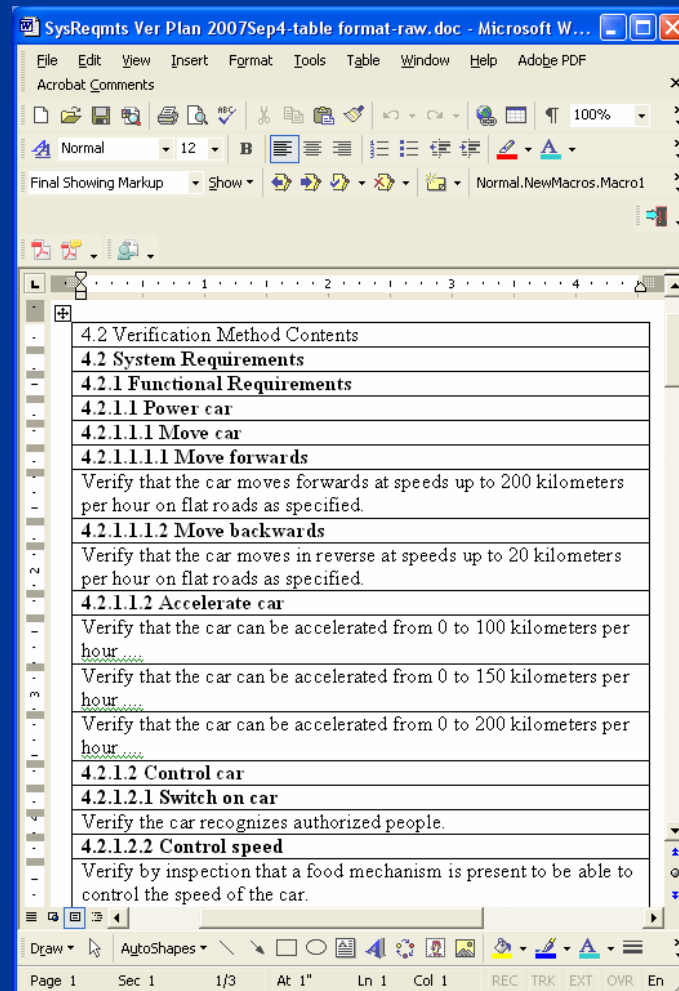 SysReqmts Ver Plan 2007Sep4-table format-raw.doc - Microsoft W...
File Edit View Insert Format Tools Table Window Help Adobe PDF
Acrobat Comments
100%
Normal 12 B
Final Showing Markup Show Normal.NewMacros.Macro1
L 1 2 3 4
4.2 Verification Method Contents
4.2 System Requirements
4.2.1 Functional Requirements
4.2.1.1 Power car
4.2.1.1.1 Move car
4.2.1.1.1.1 Move forwards
Verify that the car moves forwards at speeds up to 200 kilometers
per hour on flat roads as specified.
4.2.1.1.1.2 Move backwards
Verify that the car moves in reverse at speeds up to 20 kilometers
per hour on flat roads as specified.
4.2.1.1.2 Accelerate car
Verify that the car can be accelerated from 0 to 100 kilometers per
hour ....
Verify that the car can be accelerated from 0 to 150 kilometers per
hour ....
Verify that the car can be accelerated from 0 to 200 kilometers per
hour ....
4.2.1.2 Control car
4.2.1.2.1 Switch on car
Verify the car recognizes authorized people.
4.2.1.2.2 Control speed
Verify by inspection that a food mechanism is present to be able to
control the speed of the car.
Draw AutoShapes
Page 1 Sec 1 1/3 At 1" Ln 1 Col 1 REC TRK EXT OVR En